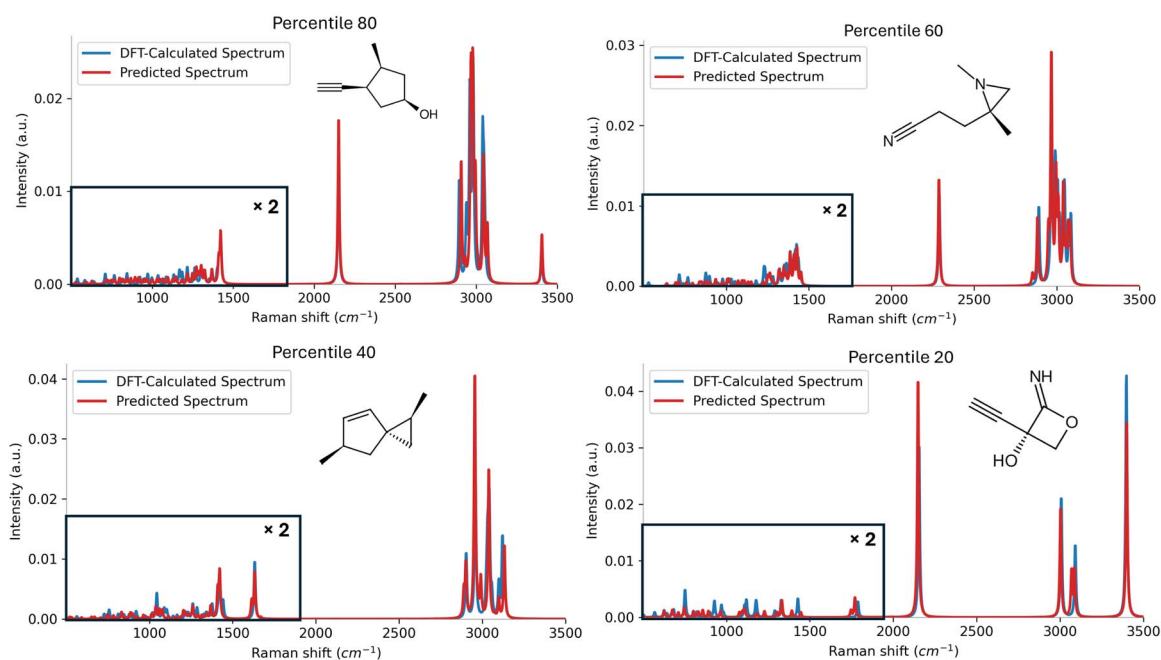 Percentile 80
DFT-Calculated Spectrum
Predicted Spectrum
OH
× 2
Intensity (a.u.)
0.02
0.01
0.00
1000 1500 2000 2500 3000 3500
Raman shift (cm⁻¹)
Percentile 60
DFT-Calculated Spectrum
Predicted Spectrum
N
N
× 2
Intensity (a.u.)
0.03
0.02
0.01
0.00
1000 1500 2000 2500 3000 3500
Raman shift (cm⁻¹)
Percentile 40
DFT-Calculated Spectrum
Predicted Spectrum
× 2
Intensity (a.u.)
0.04
0.03
0.02
0.01
0.00
1000 1500 2000 2500 3000 3500
Raman shift (cm⁻¹)
Percentile 20
DFT-Calculated Spectrum
Predicted Spectrum
NH
O
HO
× 2
Intensity (a.u.)
0.04
0.03
0.02
0.01
0.00
1000 1500 2000 2500 3000 3500
Raman shift (cm⁻¹)